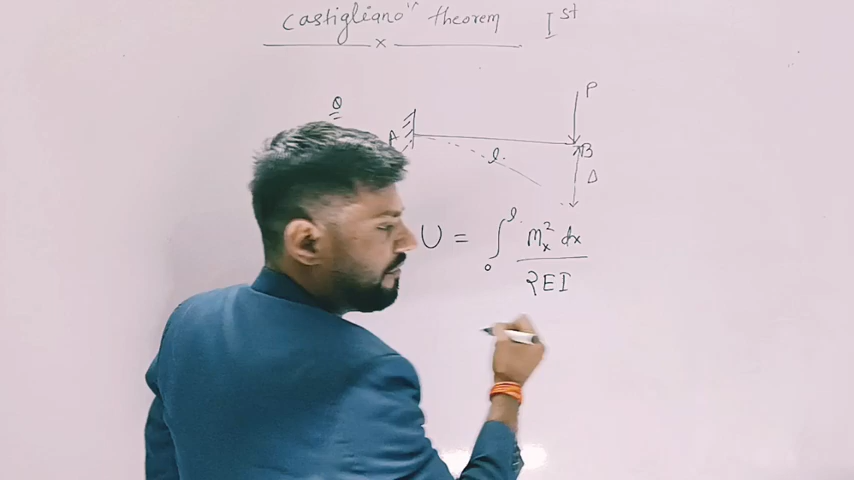 Castigliano" theorem Ist
x
Q
P
A
B
l
Δ
U = ∫₀ˡ Mx² dx / 2EI